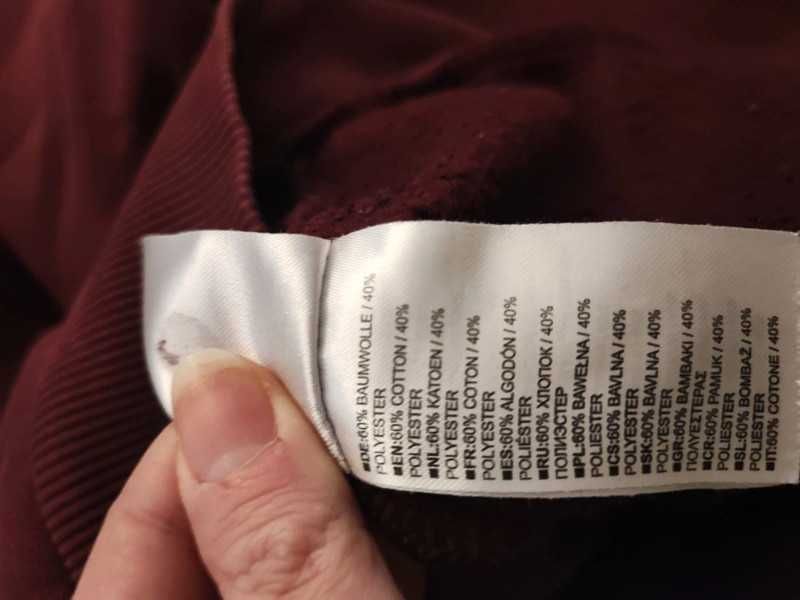 ■DE:60% BAUMWOLLE / 40%
POLYESTER
■EN:60% COTTON / 40%
POLYESTER
■NL:60% KATOEN / 40%
POLYESTER
■FR:60% COTON / 40%
POLYESTER
■ES:60% ALGODÓN / 40%
POLIÉSTER
■RU:60% ХЛОПОК / 40%
ПОЛИЭСТЕР
■PL:60% BAWEŁNA / 40%
POLIESTER
■CS:60% BAVLNA / 40%
POLYESTER
■SK:60% BAVLNA / 40%
POLYESTER
■GR:60% ΒΑΜΒΑΚΙ / 40%
ΠΟΛΥΕΣΤΕΡΑΣ
■CR:60% PAMUK / 40%
POLIESTER
■SL:60% BOMBAŽ / 40%
POLIESTER
■IT:60% COTONE / 40%